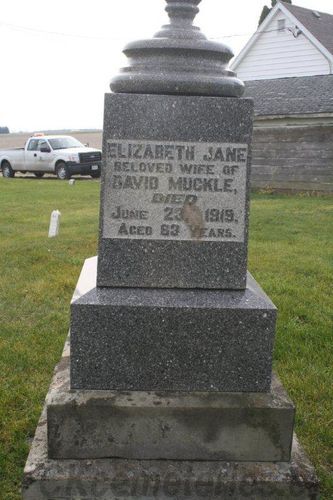 ELIZABETH JANE
BELOVED WIFE OF
DAVID MUCKLE,
DIED
JUNE 23, 1919.
AGED 63 YEARS.